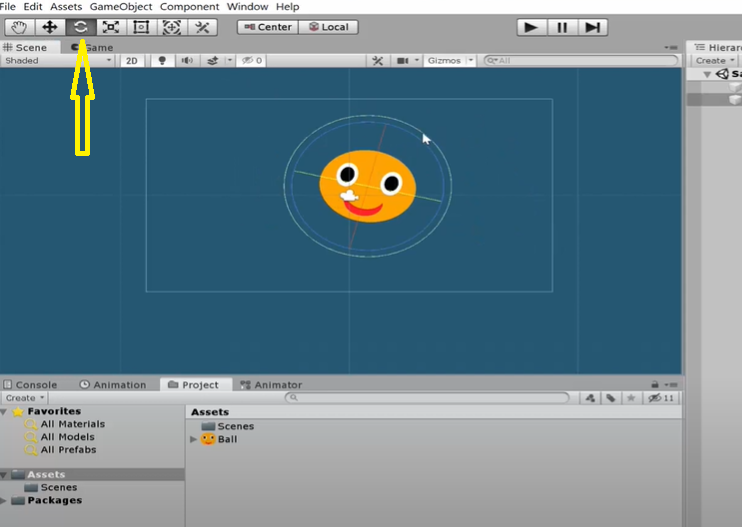 File Edit Assets GameObject Component Window Help
Center Local
Scene Game
Hierar
Shaded 2D 0 Gizmos All
Create
Sa
Console Animation Project Animator
Create 11
Favorites
All Materials
All Models
All Prefabs
Assets
Scenes
Packages
Assets
Scenes
Ball